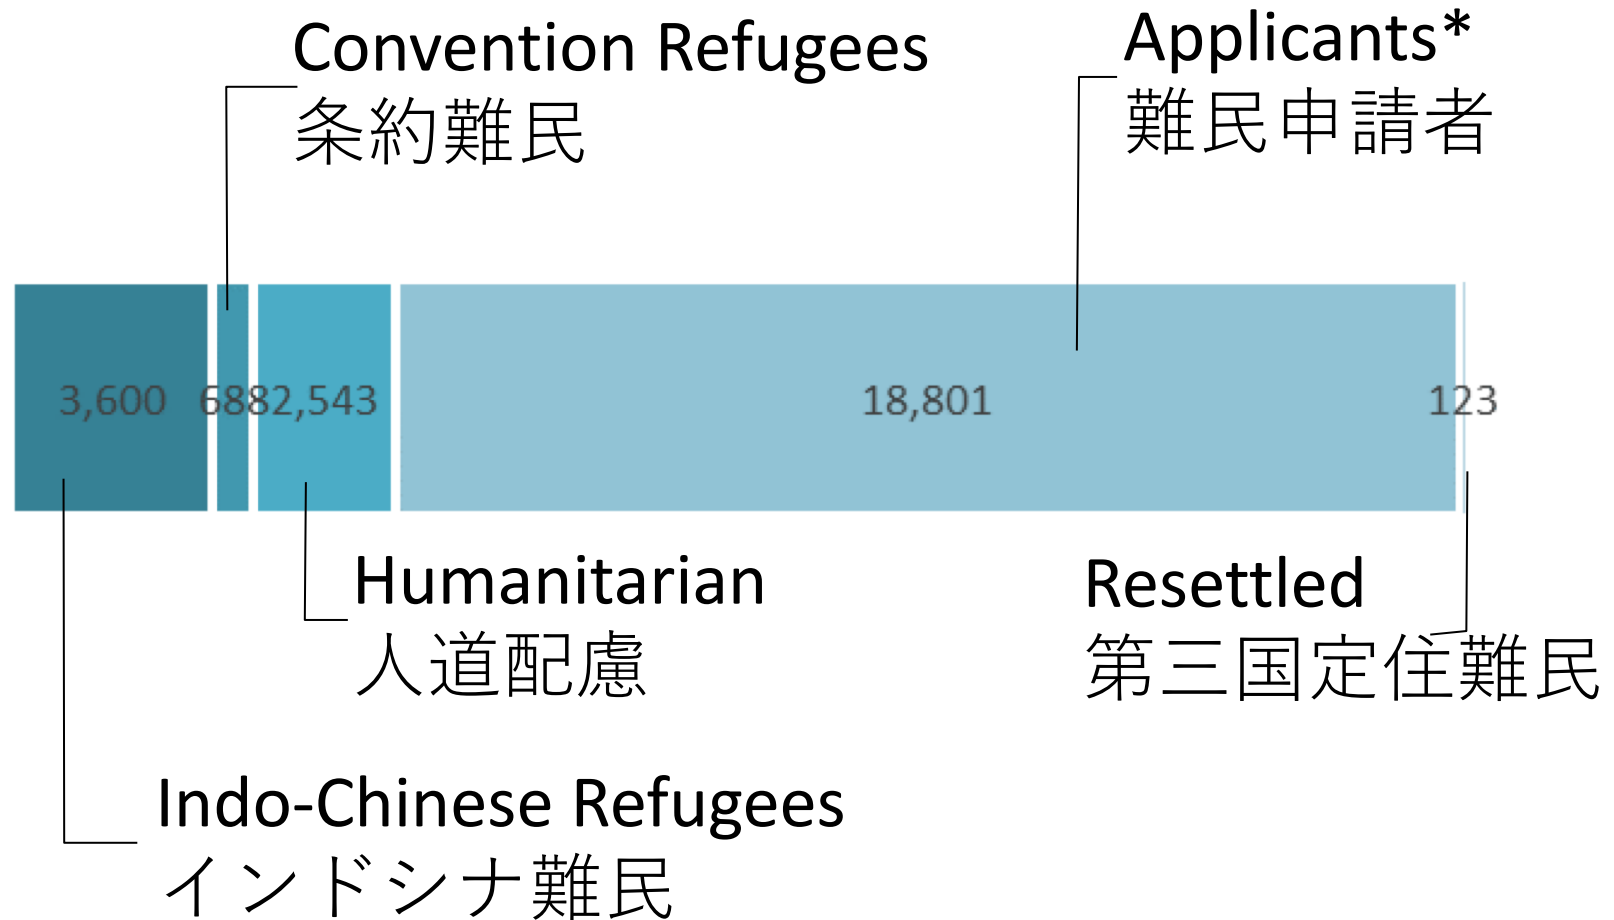 Convention Refugees
条約難民
Applicants*
難民申請者
3,600
688
2,543
18,801
123
Humanitarian
人道配慮
Resettled
第三国定住難民
Indo-Chinese Refugees
インドシナ難民